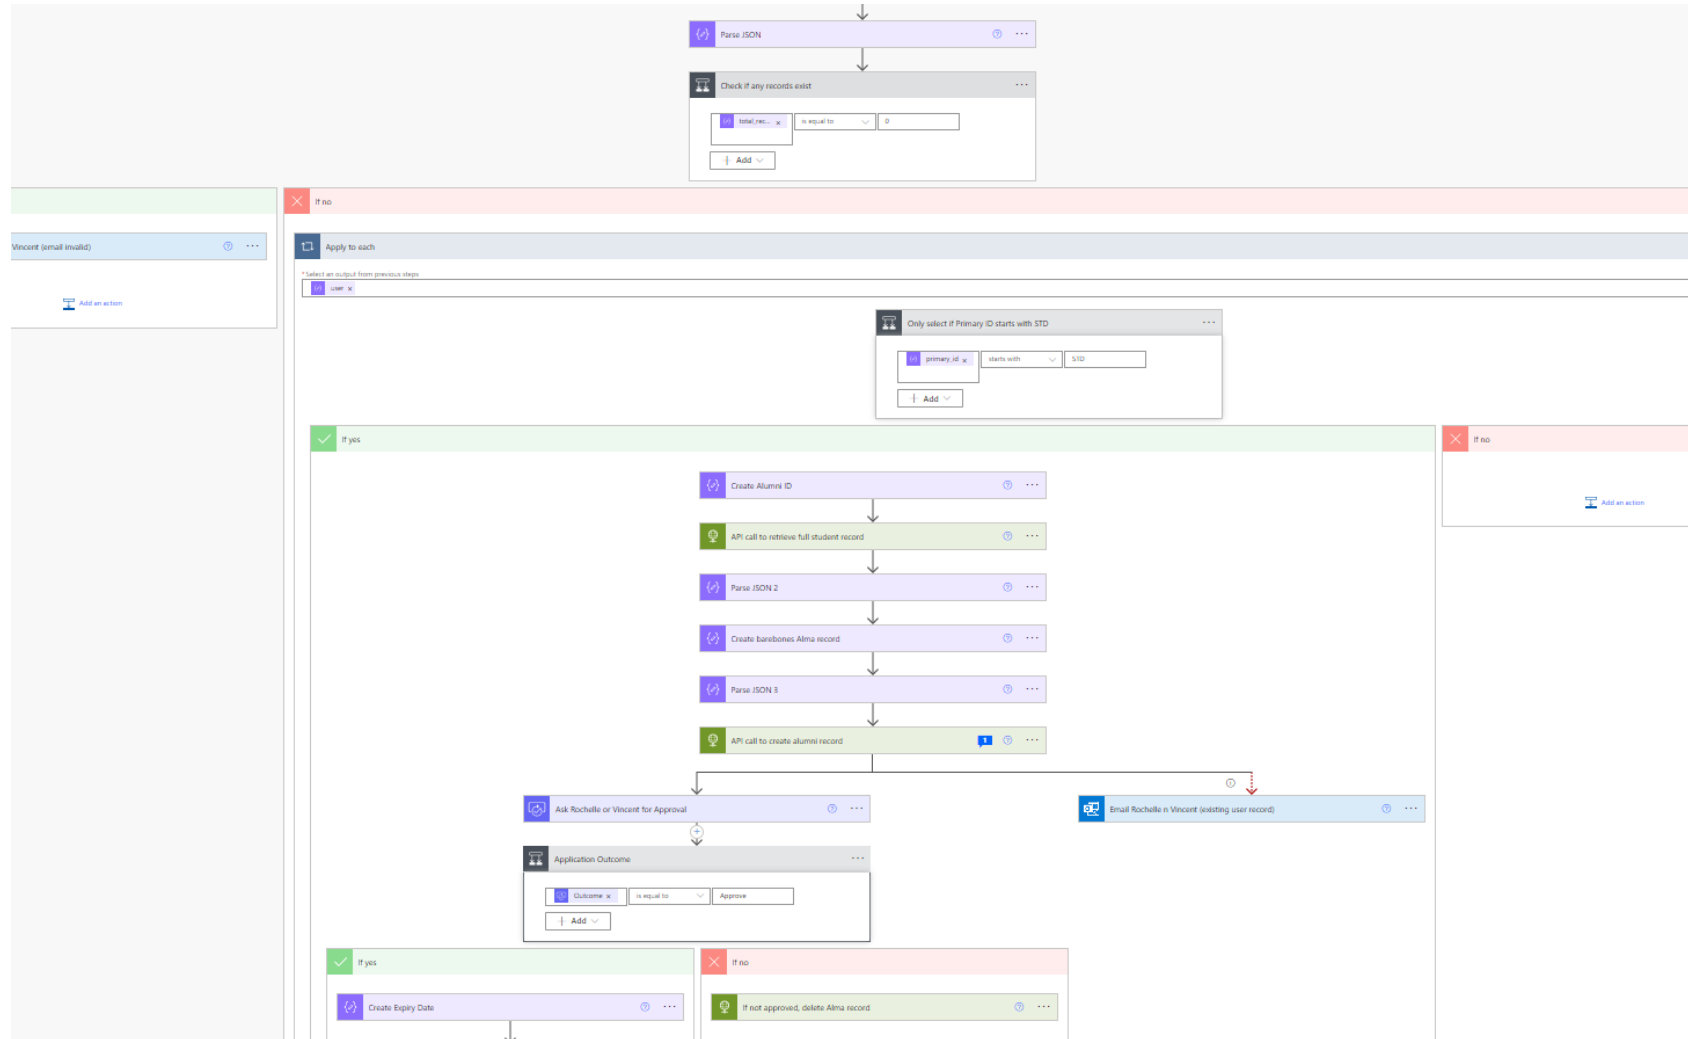 Parse JSON
Check if any records exist
total_rec... x is equal to 0
Add
If no
Vincent (email invalid)
Add an action
Apply to each
* Select an output from previous steps
user x
Only select if Primary ID starts with STD
primary_id x starts with STD
Add
If yes
If no
Create Alumni ID
Add an action
API call to retrieve full student record
Parse JSON 2
Create barebones Alma record
Parse JSON 3
API call to create alumni record 1
Ask Rochelle or Vincent for Approval
Email Rochelle n Vincent (existing user record)
Application Outcome
Outcome x is equal to Approve
Add
If yes
If no
Create Expiry Date
If not approved, delete Alma record